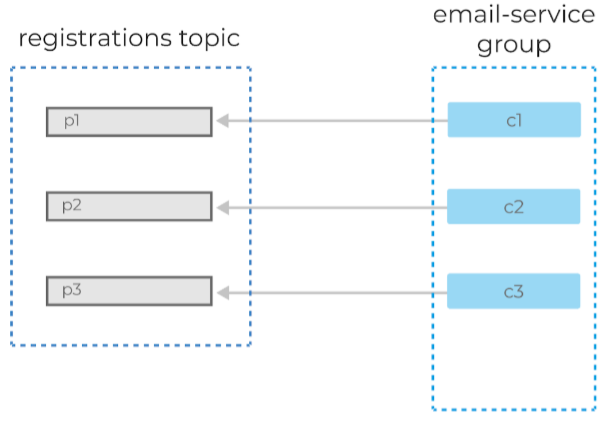 registrations topic
email-service
group
p1
c1
p2
c2
p3
c3